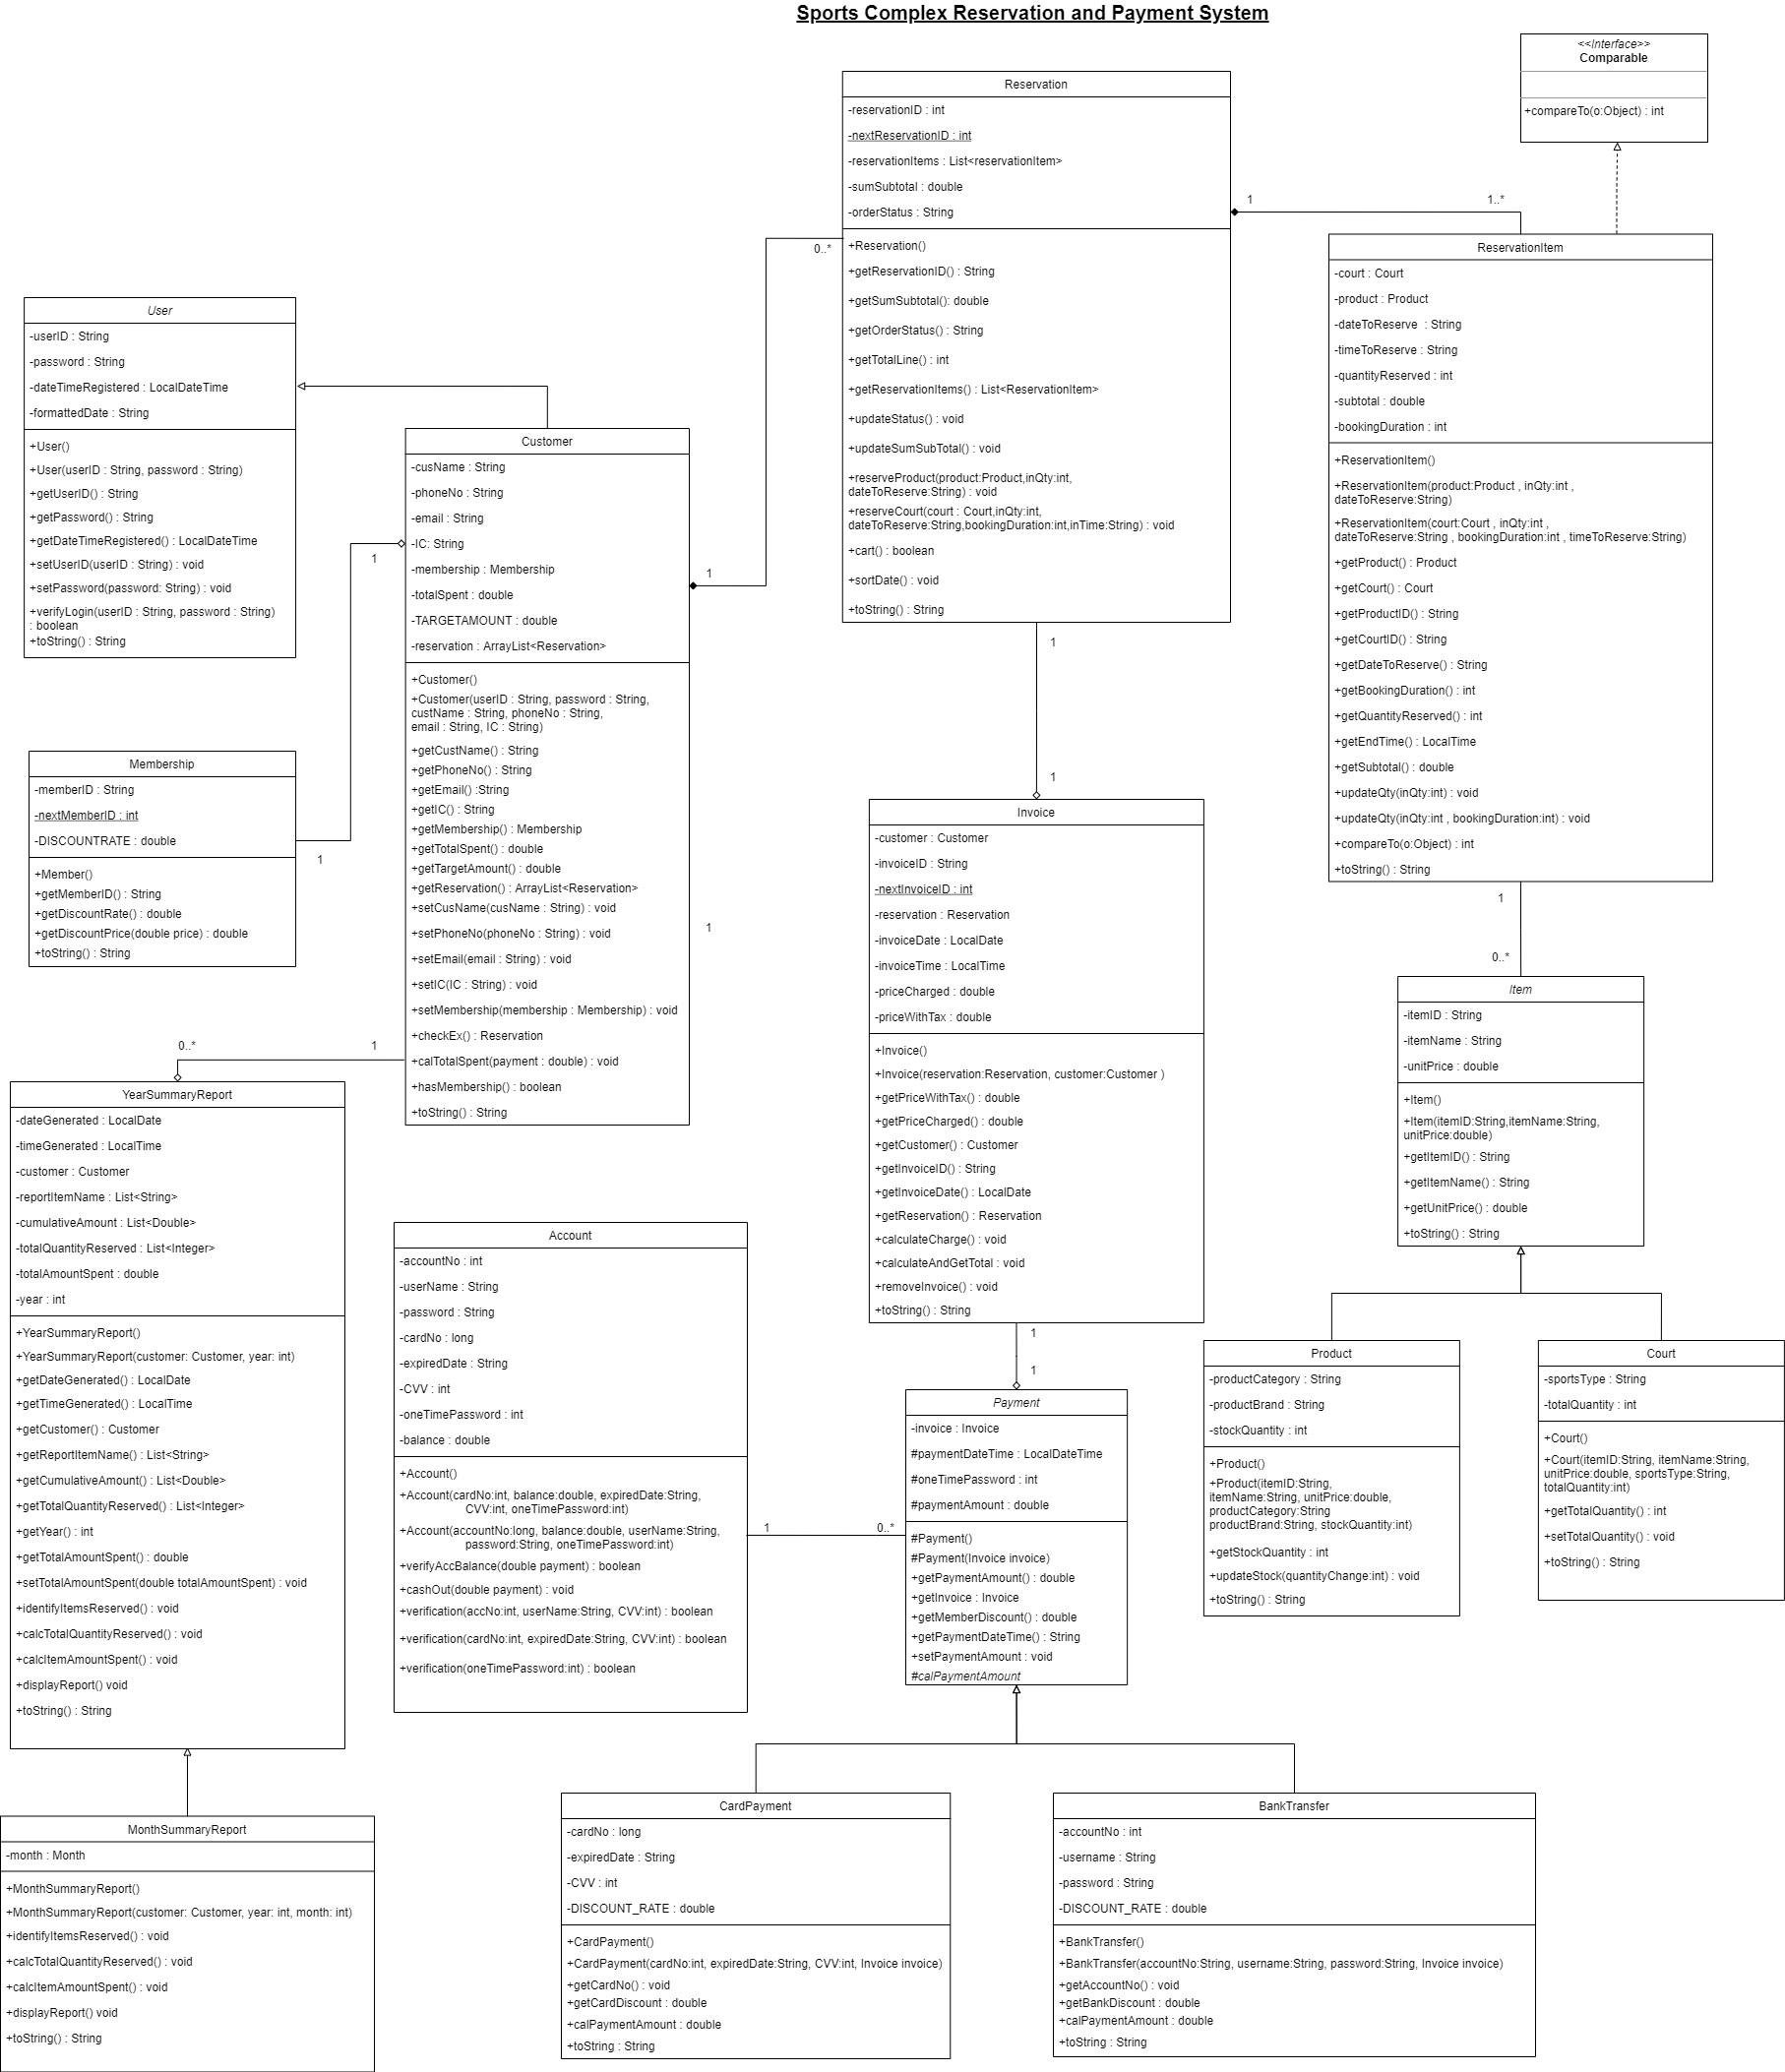 Sports Complex Reservation and Payment System
<<Interface>>
Comparable
+compareTo(o:Object) : int
Reservation
-reservationID : int
-nextReservationID : int
-reservationItems : List<reservationItem>
-sumSubtotal : double
-orderStatus : String
+Reservation()
+getReservationID() : String
+getSumSubtotal(): double
+getOrderStatus() : String
+getTotalLine() : int
+getReservationItems() : List<ReservationItem>
+updateStatus() : void
+updateSumSubTotal() : void
+reserveProduct(product:Product,inQty:int,
dateToReserve:String) : void
+reserveCourt(court : Court,inQty:int,
dateToReserve:String,bookingDuration:int,inTime:String) : void
+cart() : boolean
+sortDate() : void
+toString() : String
1
1..*
0..*
1
1
1
ReservationItem
-court : Court
-product : Product
-dateToReserve  : String
-timeToReserve : String
-quantityReserved : int
-subtotal : double
-bookingDuration : int
+ReservationItem()
+ReservationItem(product:Product , inQty:int ,
dateToReserve:String)
+ReservationItem(court:Court , inQty:int ,
dateToReserve:String , bookingDuration:int , timeToReserve:String)
+getProduct() : Product
+getCourt() : Court
+getProductID() : String
+getCourtID() : String
+getDateToReserve() : String
+getBookingDuration() : int
+getQuantityReserved() : int
+getEndTime() : LocalTime
+getSubtotal() : double
+updateQty(inQty:int) : void
+updateQty(inQty:int , bookingDuration:int) : void
+compareTo(o:Object) : int
+toString() : String
1
0..*
User
-userID : String
-password : String
-dateTimeRegistered : LocalDateTime
-formattedDate : String
+User()
+User(userID : String, password : String)
+getUserID() : String
+getPassword() : String
+getDateTimeRegistered() : LocalDateTime
+setUserID(userID : String) : void
+setPassword(password: String) : void
+verifyLogin(userID : String, password : String)
: boolean
+toString() : String
Customer
-cusName : String
-phoneNo : String
-email : String
-IC: String
-membership : Membership
-totalSpent : double
-TARGETAMOUNT : double
-reservation : ArrayList<Reservation>
+Customer()
+Customer(userID : String, password : String,
custName : String, phoneNo : String,
email : String, IC : String)
+getCustName() : String
+getPhoneNo() : String
+getEmail() :String
+getIC() : String
+getMembership() : Membership
+getTotalSpent() : double
+getTargetAmount() : double
+getReservation() : ArrayList<Reservation>
+setCusName(cusName : String) : void
+setPhoneNo(phoneNo : String) : void
+setEmail(email : String) : void
+setIC(IC : String) : void
+setMembership(membership : Membership) : void
+checkEx() : Reservation
+calTotalSpent(payment : double) : void
+hasMembership() : boolean
+toString() : String
1
1
1
Membership
-memberID : String
-nextMemberID : int
-DISCOUNTRATE : double
+Member()
+getMemberID() : String
+getDiscountRate() : double
+getDiscountPrice(double price) : double
+toString() : String
0..*
1
YearSummaryReport
-dateGenerated : LocalDate
-timeGenerated : LocalTime
-customer : Customer
-reportItemName : List<String>
-cumulativeAmount : List<Double>
-totalQuantityReserved : List<Integer>
-totalAmountSpent : double
-year : int
+YearSummaryReport()
+YearSummaryReport(customer: Customer, year: int)
+getDateGenerated() : LocalDate
+getTimeGenerated() : LocalTime
+getCustomer() : Customer
+getReportItemName() : List<String>
+getCumulativeAmount() : List<Double>
+getTotalQuantityReserved() : List<Integer>
+getYear() : int
+getTotalAmountSpent() : double
+setTotalAmountSpent(double totalAmountSpent) : void
+identifyItemsReserved() : void
+calcTotalQuantityReserved() : void
+calcItemAmountSpent() : void
+displayReport() void
+toString() : String
MonthSummaryReport
-month : Month
+MonthSummaryReport()
+MonthSummaryReport(customer: Customer, year: int, month: int)
+identifyItemsReserved() : void
+calcTotalQuantityReserved() : void
+calcItemAmountSpent() : void
+displayReport() void
+toString() : String
Invoice
-customer : Customer
-invoiceID : String
-nextInvoiceID : int
-reservation : Reservation
-invoiceDate : LocalDate
-invoiceTime : LocalTime
-priceCharged : double
-priceWithTax : double
+Invoice()
+Invoice(reservation:Reservation, customer:Customer )
+getPriceWithTax() : double
+getPriceCharged() : double
+getCustomer() : Customer
+getInvoiceID() : String
+getInvoiceDate() : LocalDate
+getReservation() : Reservation
+calculateCharge() : void
+calculateAndGetTotal : void
+removeInvoice() : void
+toString() : String
1
1
Item
-itemID : String
-itemName : String
-unitPrice : double
+Item()
+Item(itemID:String,itemName:String,
unitPrice:double)
+getItemID() : String
+getItemName() : String
+getUnitPrice() : double
+toString() : String
Product
-productCategory : String
-productBrand : String
-stockQuantity : int
+Product()
+Product(itemID:String,
itemName:String, unitPrice:double,
productCategory:String
productBrand:String, stockQuantity:int)
+getStockQuantity : int
+updateStock(quantityChange:int) : void
+toString() : String
Court
-sportsType : String
-totalQuantity : int
+Court()
+Court(itemID:String, itemName:String,
unitPrice:double, sportsType:String,
totalQuantity:int)
+getTotalQuantity() : int
+setTotalQuantity() : void
+toString() : String
Account
-accountNo : int
-userName : String
-password : String
-cardNo : long
-expiredDate : String
-CVV : int
-oneTimePassword : int
-balance : double
+Account()
+Account(cardNo:int, balance:double, expiredDate:String,
CVV:int, oneTimePassword:int)
+Account(accountNo:long, balance:double, userName:String,
password:String, oneTimePassword:int)
+verifyAccBalance(double payment) : boolean
+cashOut(double payment) : void
+verification(accNo:int, userName:String, CVV:int) : boolean
+verification(cardNo:int, expiredDate:String, CVV:int) : boolean
+verification(oneTimePassword:int) : boolean
1
0..*
Payment
-invoice : Invoice
#paymentDateTime : LocalDateTime
#oneTimePassword : int
#paymentAmount : double
#Payment()
#Payment(Invoice invoice)
+getPaymentAmount() : double
+getInvoice : Invoice
+getMemberDiscount() : double
+getPaymentDateTime() : String
+setPaymentAmount : void
#calPaymentAmount
CardPayment
-cardNo : long
-expiredDate : String
-CVV : int
-DISCOUNT_RATE : double
+CardPayment()
+CardPayment(cardNo:int, expiredDate:String, CVV:int, Invoice invoice)
+getCardNo() : void
+getCardDiscount : double
+calPaymentAmount : double
+toString : String
BankTransfer
-accountNo : int
-username : String
-password : String
-DISCOUNT_RATE : double
+BankTransfer()
+BankTransfer(accountNo:String, username:String, password:String, Invoice invoice)
+getAccountNo() : void
+getBankDiscount : double
+calPaymentAmount : double
+toString : String